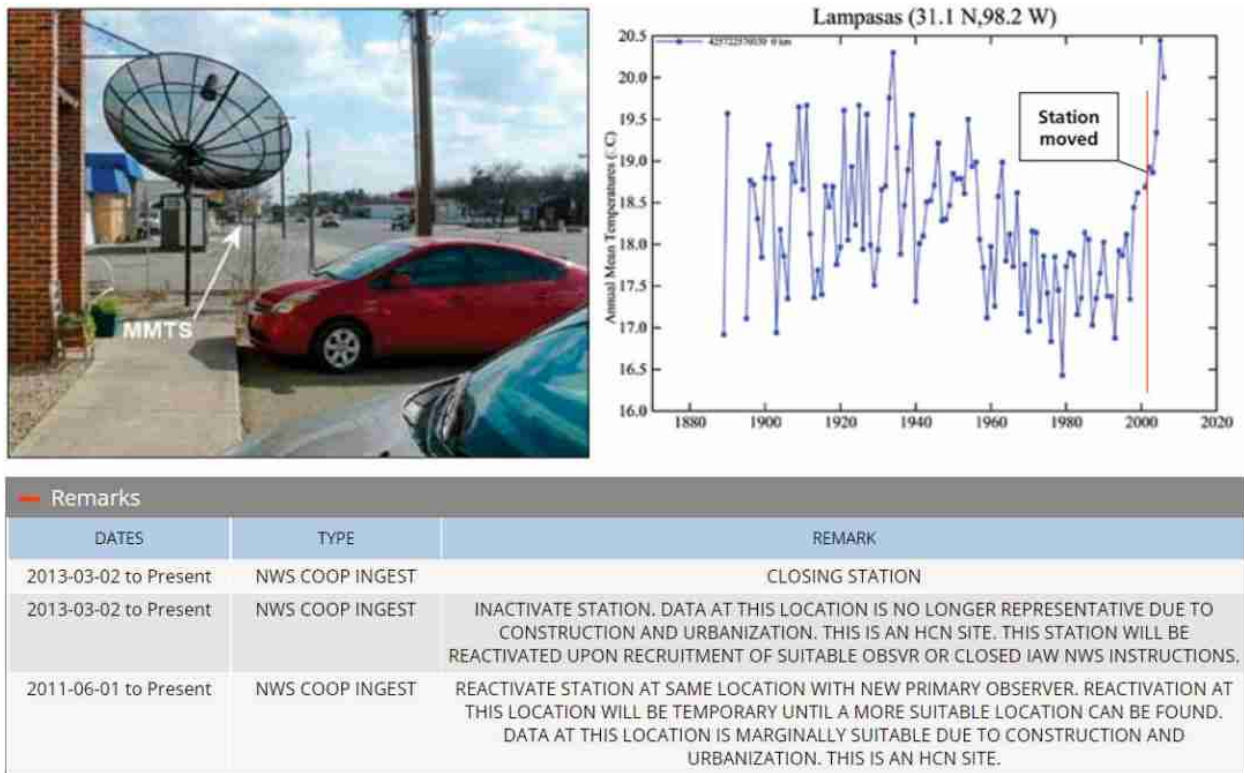 MMTS
Lampasas (31.1 N,98.2 W)
425722570030 0 km
Annual Mean Temperatures (. C)
20.5
20.0
19.5
19.0
18.5
18.0
17.5
17.0
16.5
16.0
Station
moved
1880 1900 1920 1940 1960 1980 2000 2020
Remarks
DATES TYPE REMARK
2013-03-02 to Present NWS COOP INGEST CLOSING STATION
2013-03-02 to Present NWS COOP INGEST INACTIVATE STATION. DATA AT THIS LOCATION IS NO LONGER REPRESENTATIVE DUE TO
CONSTRUCTION AND URBANIZATION. THIS IS AN HCN SITE. THIS STATION WILL BE
REACTIVATED UPON RECRUITMENT OF SUITABLE OBSVR OR CLOSED IAW NWS INSTRUCTIONS.
2011-06-01 to Present NWS COOP INGEST REACTIVATE STATION AT SAME LOCATION WITH NEW PRIMARY OBSERVER. REACTIVATION AT
THIS LOCATION WILL BE TEMPORARY UNTIL A MORE SUITABLE LOCATION CAN BE FOUND.
DATA AT THIS LOCATION IS MARGINALLY SUITABLE DUE TO CONSTRUCTION AND
URBANIZATION. THIS IS AN HCN SITE.